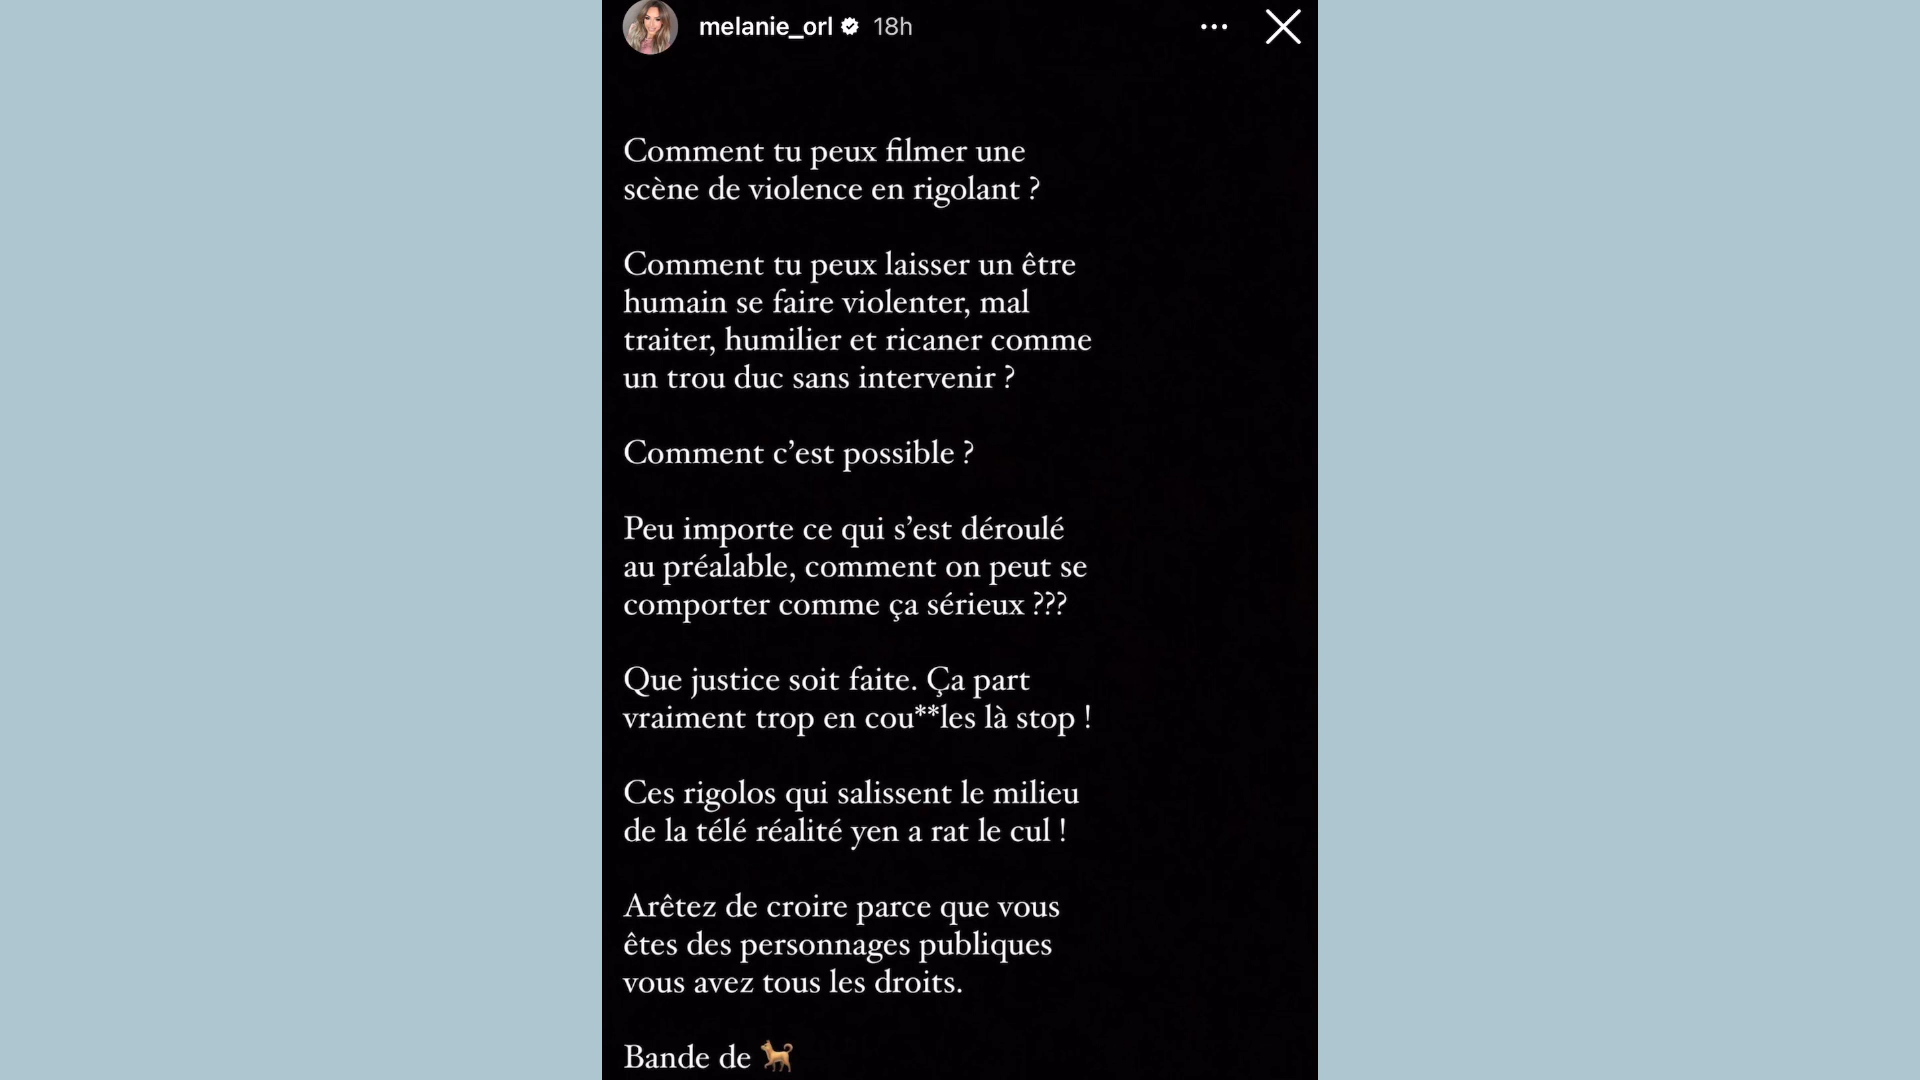 melanie_orl 18h
Comment tu peux filmer une
scène de violence en rigolant ?
Comment tu peux laisser un être
humain se faire violenter, mal
traiter, humilier et ricaner comme
un trou duc sans intervenir ?
Comment c’est possible ?
Peu importe ce qui s’est déroulé
au préalable, comment on peut se
comporter comme ça sérieux ???
Que justice soit faite. Ça part
vraiment trop en cou**les là stop !
Ces rigolos qui salissent le milieu
de la télé réalité yen a rat le cul !
Arêtez de croire parce que vous
êtes des personnages publiques
vous avez tous les droits.
Bande de 🐕